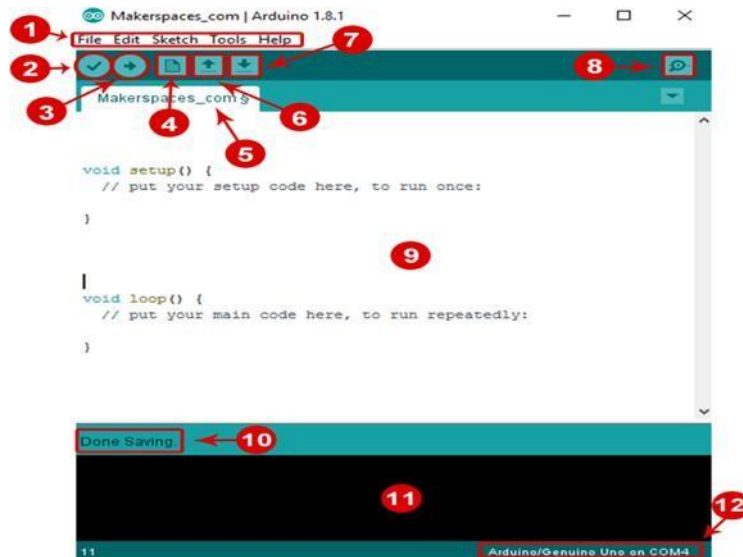 Makerspaces_com | Arduino 1.8.1
1
File Edit Sketch Tools Help
7
2
8
3
4
6
Makerspaces_com §
5
void setup() {
// put your setup code here, to run once:
}
9
void loop() {
// put your main code here, to run repeatedly:
}
Done Saving.
10
11
12
11
Arduino/Genuino Uno on COM4